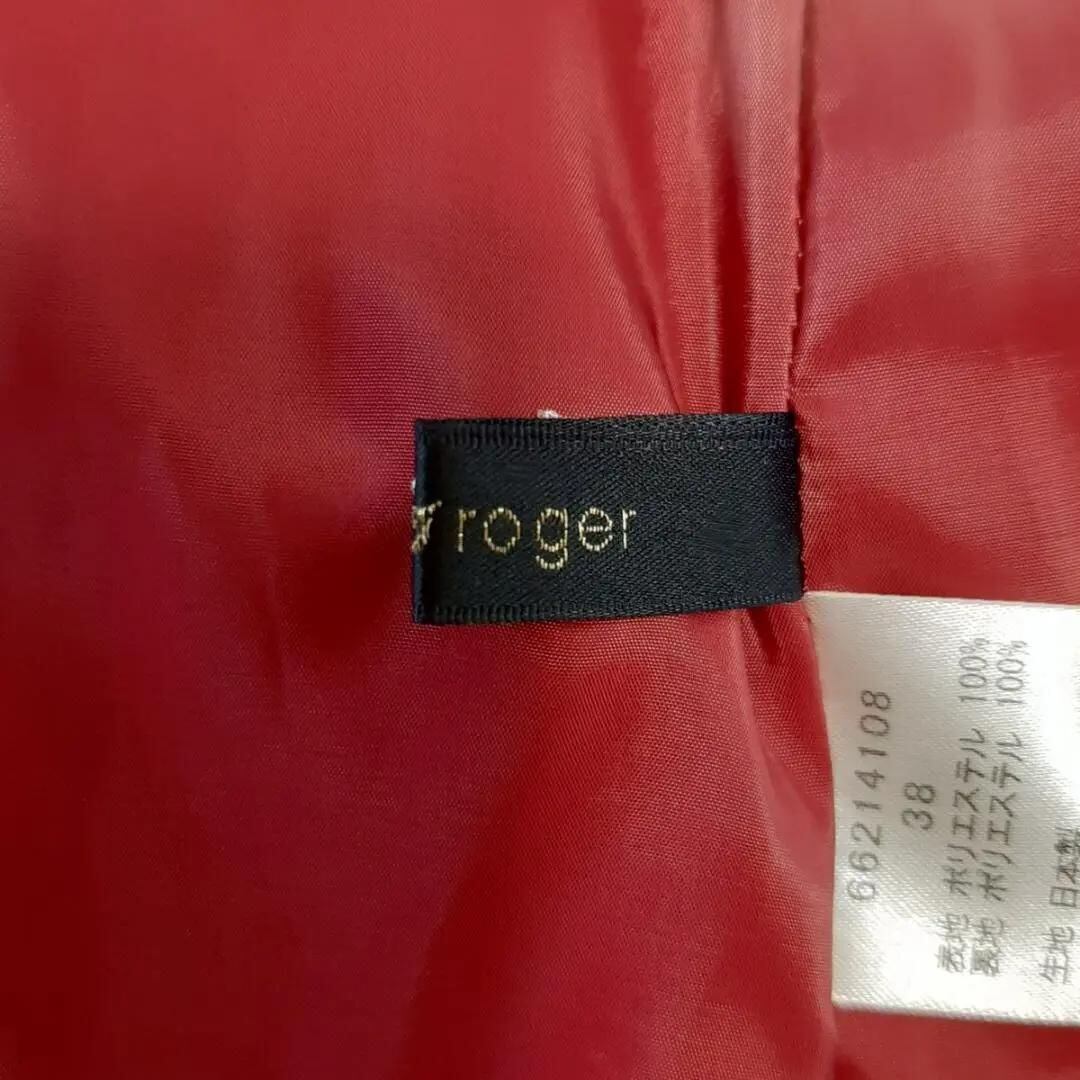 roger
66214108
38
表地 ポリエステル 100%
裏地 ポリエステル 100%
生地 日本製